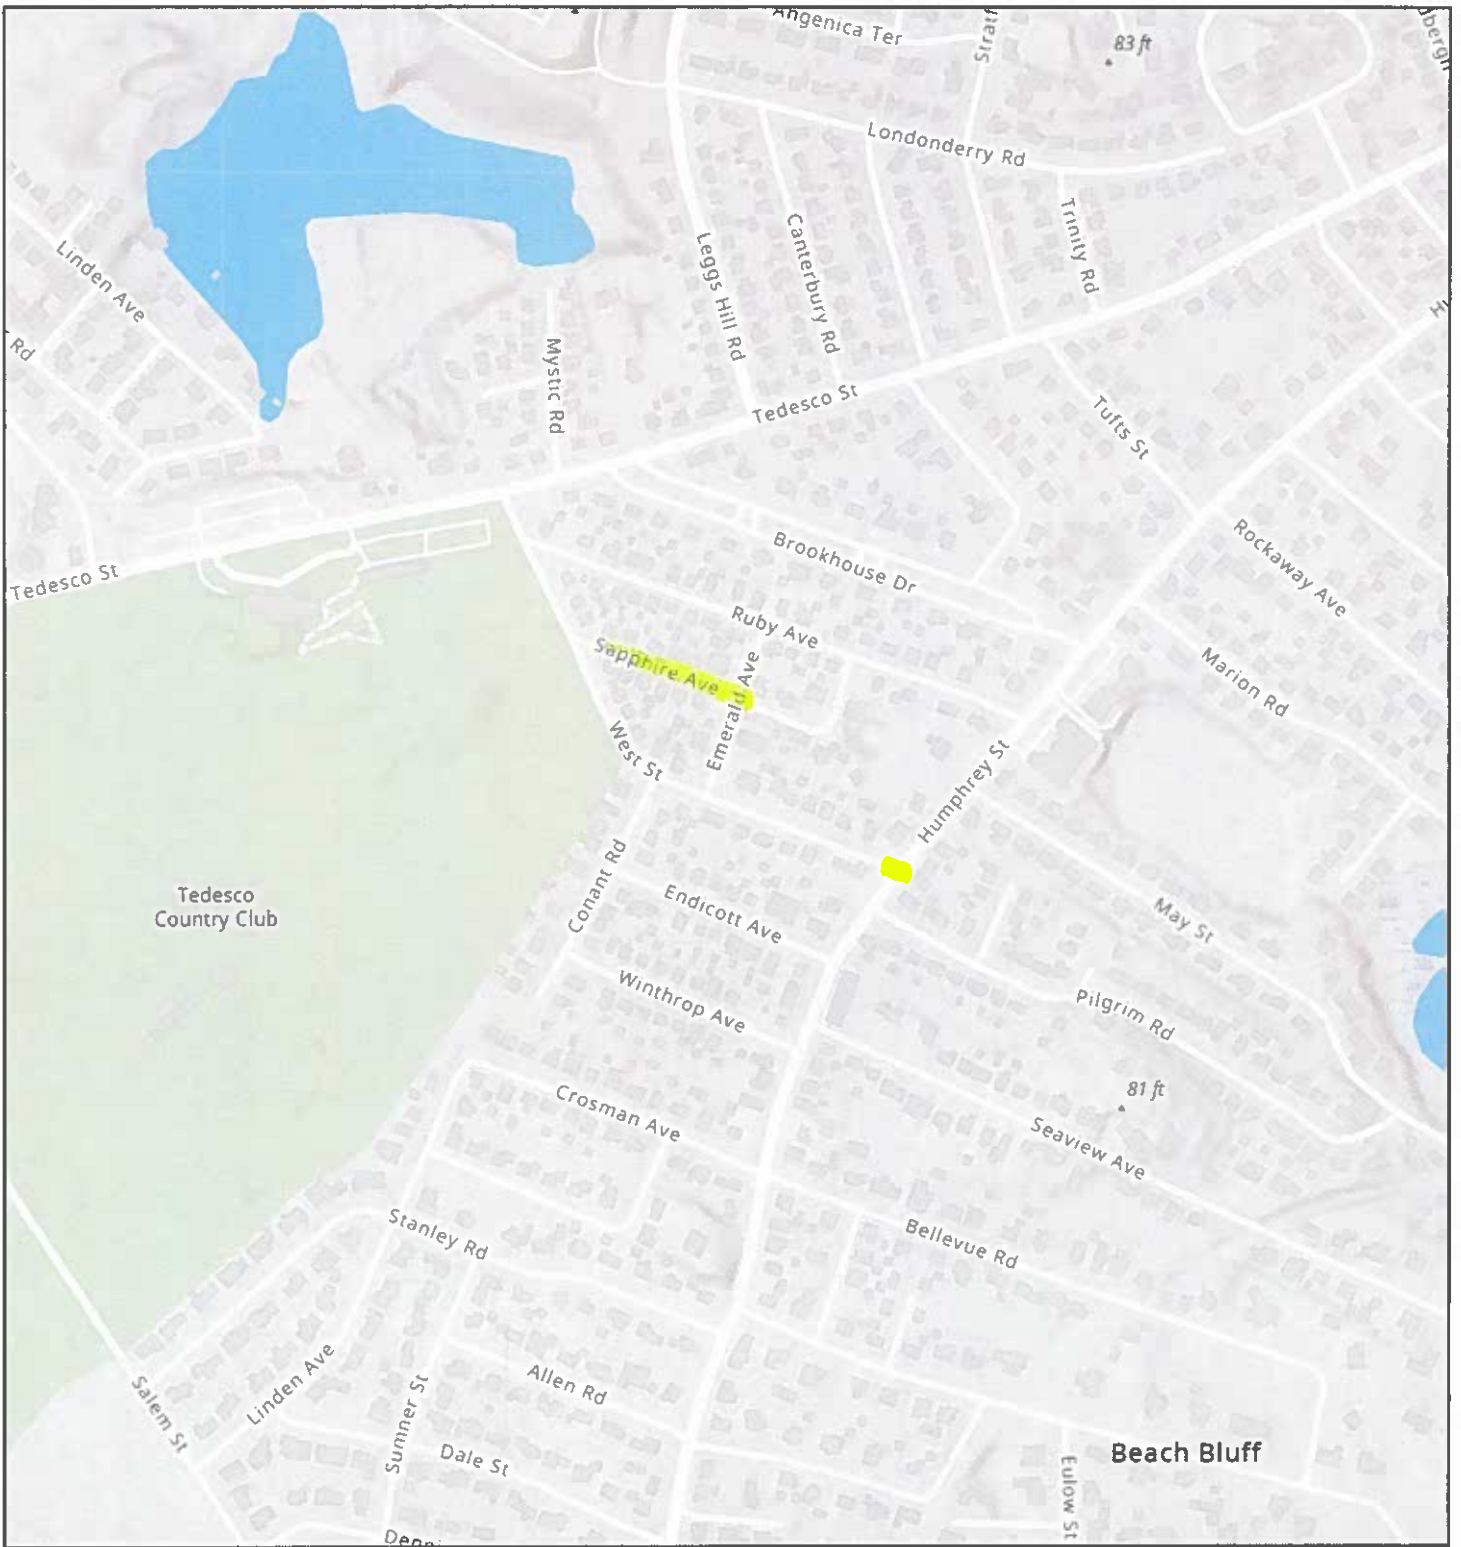 Angenica Ter
83 ft
Londonderry Rd
Linden Ave
Rd
Leggs Hill Rd
Canterbury Rd
Trinity Rd
Mystic Rd
Tedesco St
Tufts St
Tedesco St
Brookhouse Dr
Rockaway Ave
Ruby Ave
Sapphire Ave
Emerald Ave
Marion Rd
West St
Humphrey St
Conant Rd
Tedesco
Country Club
Endicott Ave
May St
Winthrop Ave
Pilgrim Rd
81 ft
Crosman Ave
Seaview Ave
Stanley Rd
Bellevue Rd
Salem St
Linden Ave
Sumner St
Allen Rd
Dale St
Beach Bluff
Eulow St